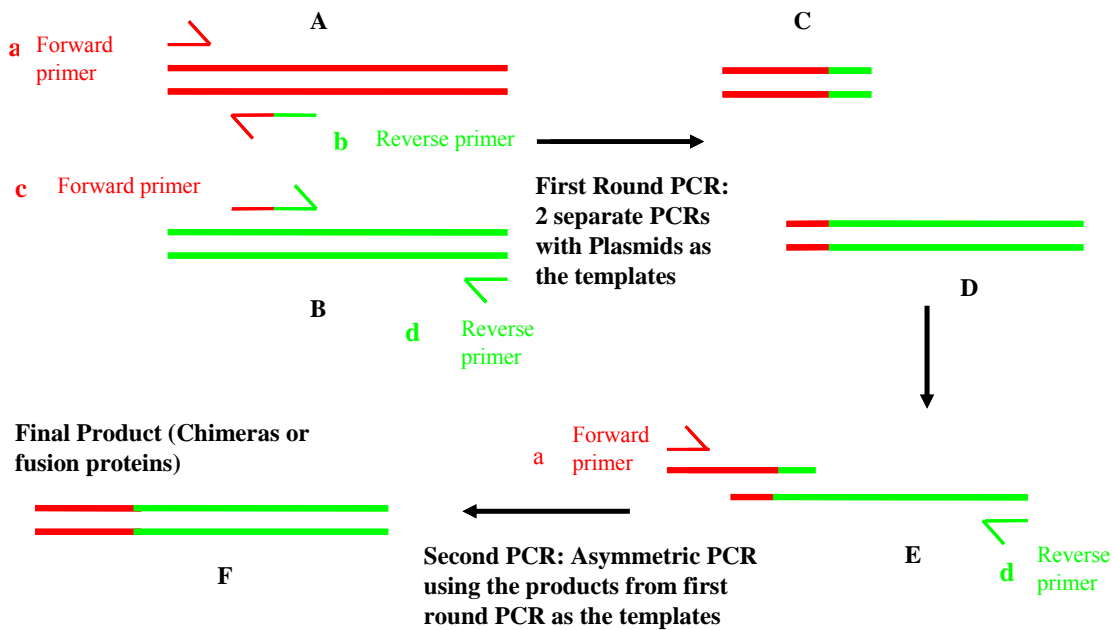 A
a Forward
primer
b Reverse primer
c Forward primer
B
d Reverse
primer
First Round PCR:
2 separate PCRs
with Plasmids as
the templates
C
D
Final Product (Chimeras or
fusion proteins)
F
a Forward
primer
E
d Reverse
primer
Second PCR: Asymmetric PCR
using the products from first
round PCR as the templates